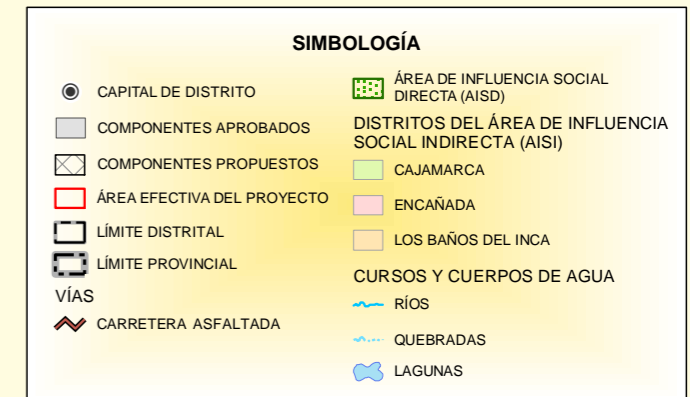 SIMBOLOGÍA
CAPITAL DE DISTRITO
COMPONENTES APROBADOS
COMPONENTES PROPUESTOS
ÁREA EFECTIVA DEL PROYECTO
LÍMITE DISTRITAL
LÍMITE PROVINCIAL
VÍAS
CARRETERA ASFALTADA
ÁREA DE INFLUENCIA SOCIAL
DIRECTA (AISD)
DISTRITOS DEL ÁREA DE INFLUENCIA
SOCIAL INDIRECTA (AISI)
CAJAMARCA
ENCAÑADA
LOS BAÑOS DEL INCA
CURSOS Y CUERPOS DE AGUA
RÍOS
QUEBRADAS
LAGUNAS